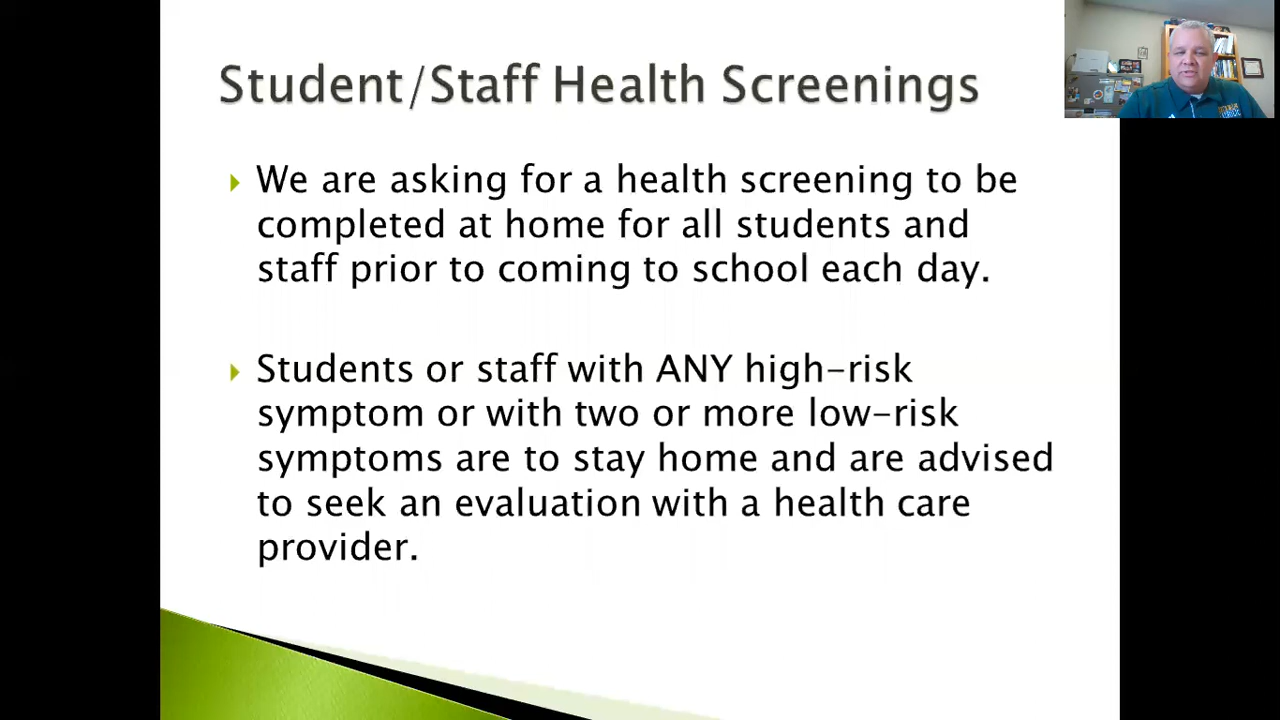 Student/Staff Health Screenings
We are asking for a health screening to be
completed at home for all students and
staff prior to coming to school each day.
Students or staff with ANY high-risk
symptom or with two or more low-risk
symptoms are to stay home and are advised
to seek an evaluation with a health care
provider.